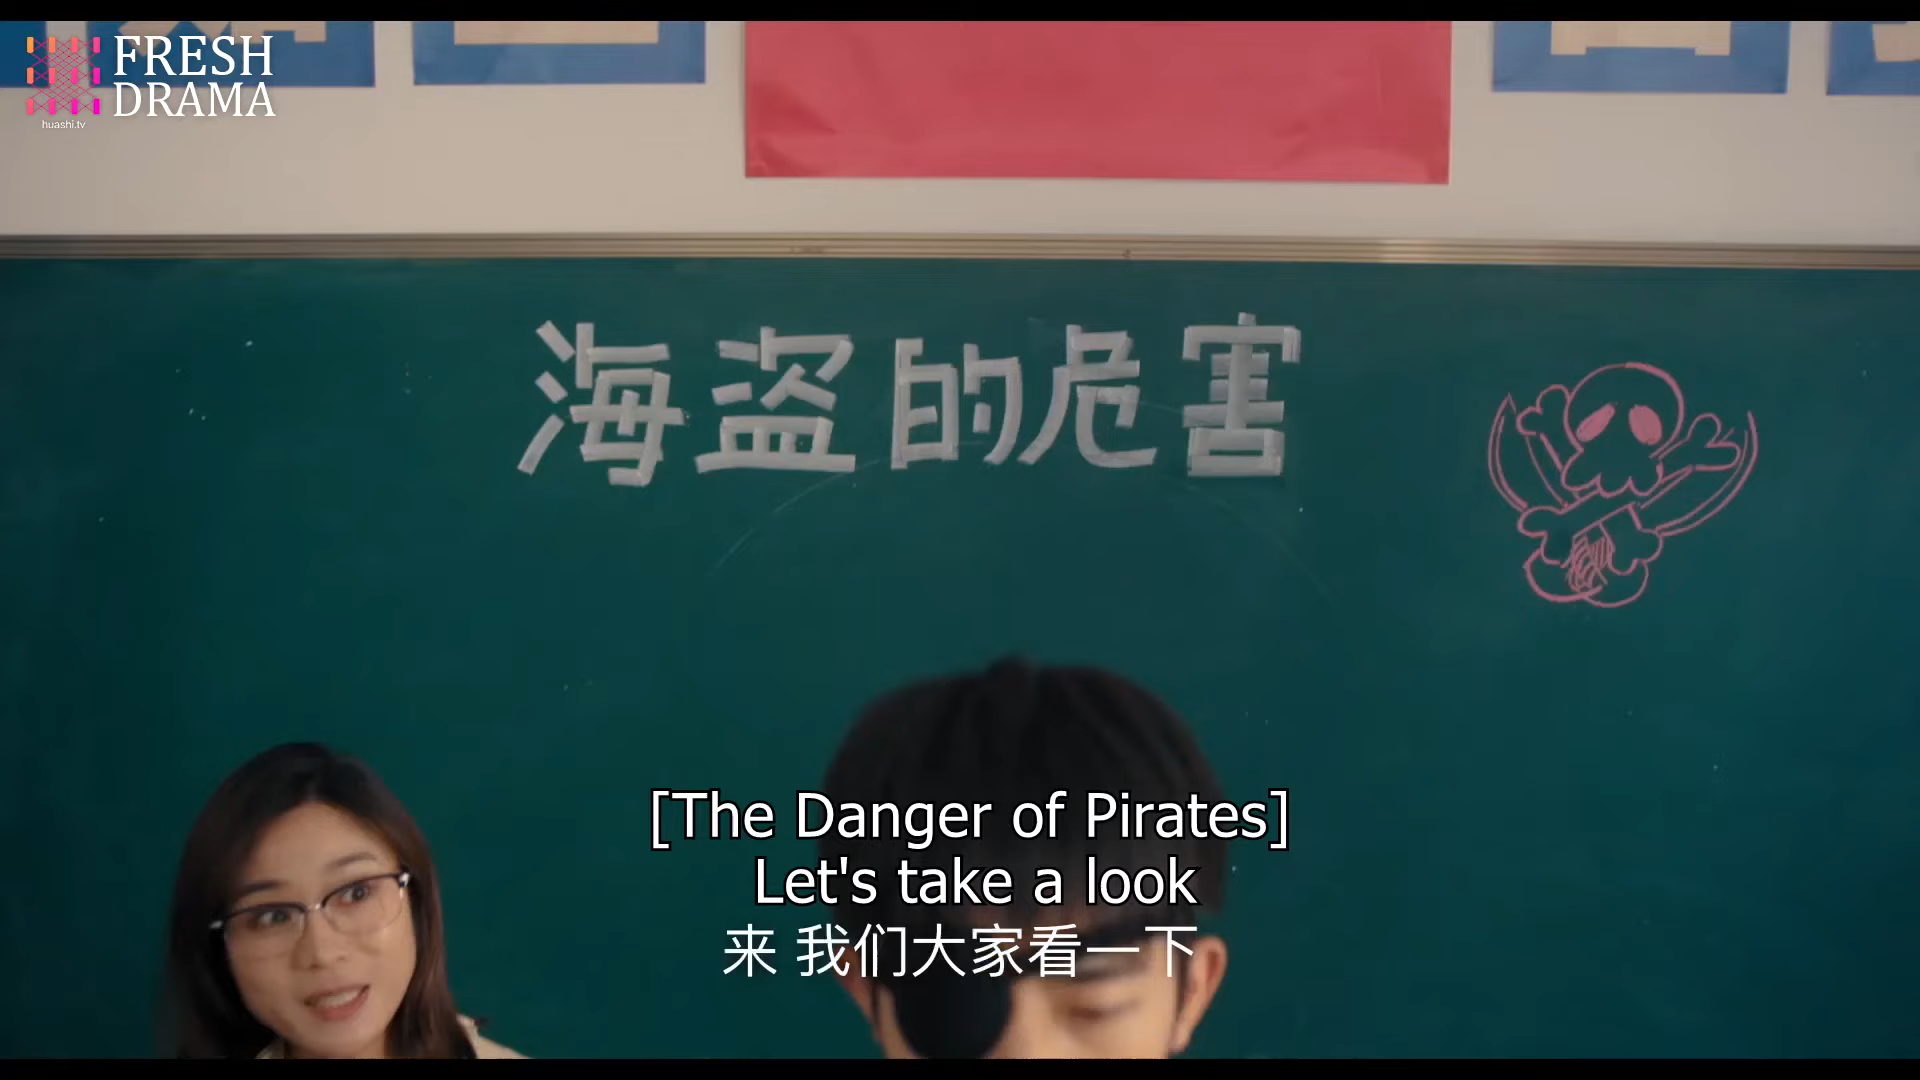 FRESH
DRAMA
huashi.tv
海盗的危害
[The Danger of Pirates]
Let's take a look
来 我们大家看一下